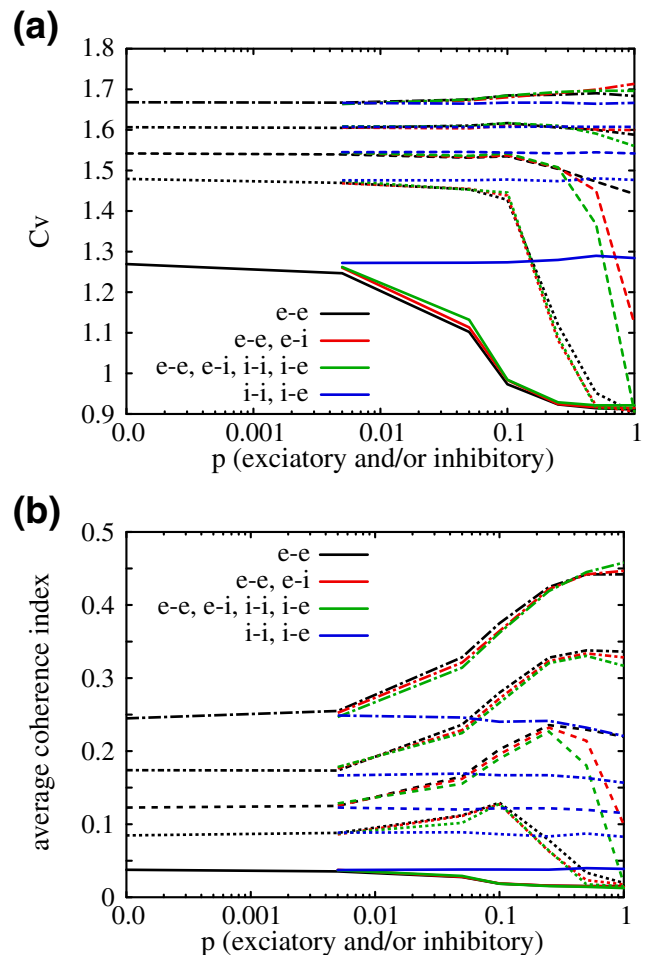 (a)
1.8
1.7
1.6
1.5
1.4
1.3
1.2
1.1
1
0.9
Cv
e-e
e-e, e-i
e-e, e-i, i-i, i-e
i-i, i-e
0.0
0.001
0.01
0.1
1
p (exciatory and/or inhibitory)
(b)
0.5
0.4
0.3
0.2
0.1
0
average coherence index
e-e
e-e, e-i
e-e, e-i, i-i, i-e
i-i, i-e
0.0
0.001
0.01
0.1
1
p (exciatory and/or inhibitory)